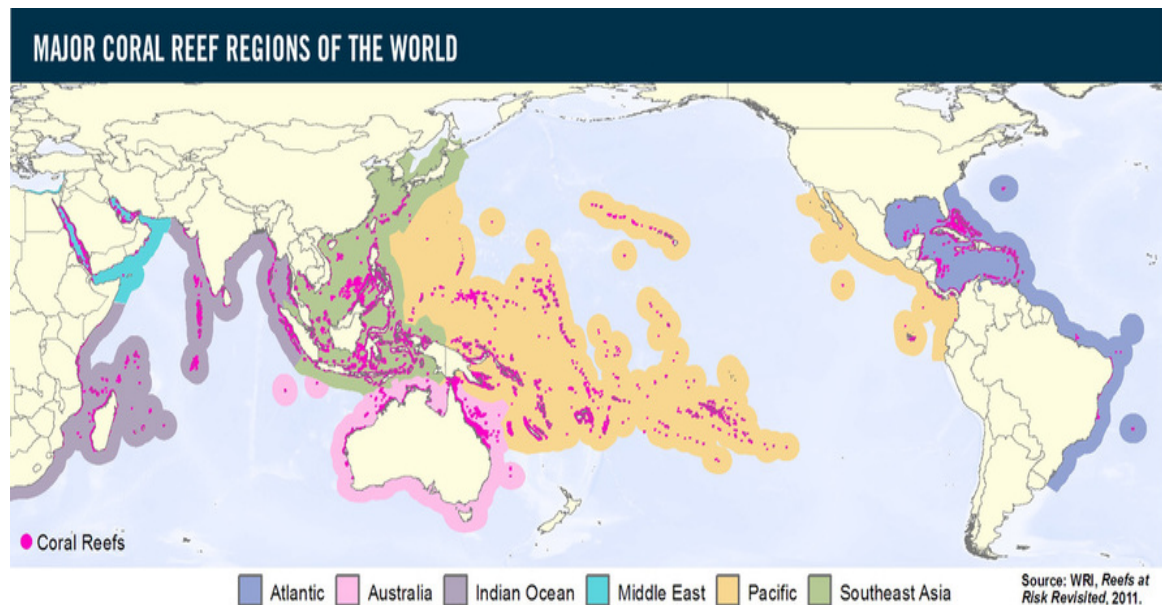 MAJOR CORAL REEF REGIONS OF THE WORLD
Coral Reefs
Atlantic
Australia
Indian Ocean
Middle East
Pacific
Southeast Asia
Source: WRI, Reefs at
Risk Revisited, 2011.